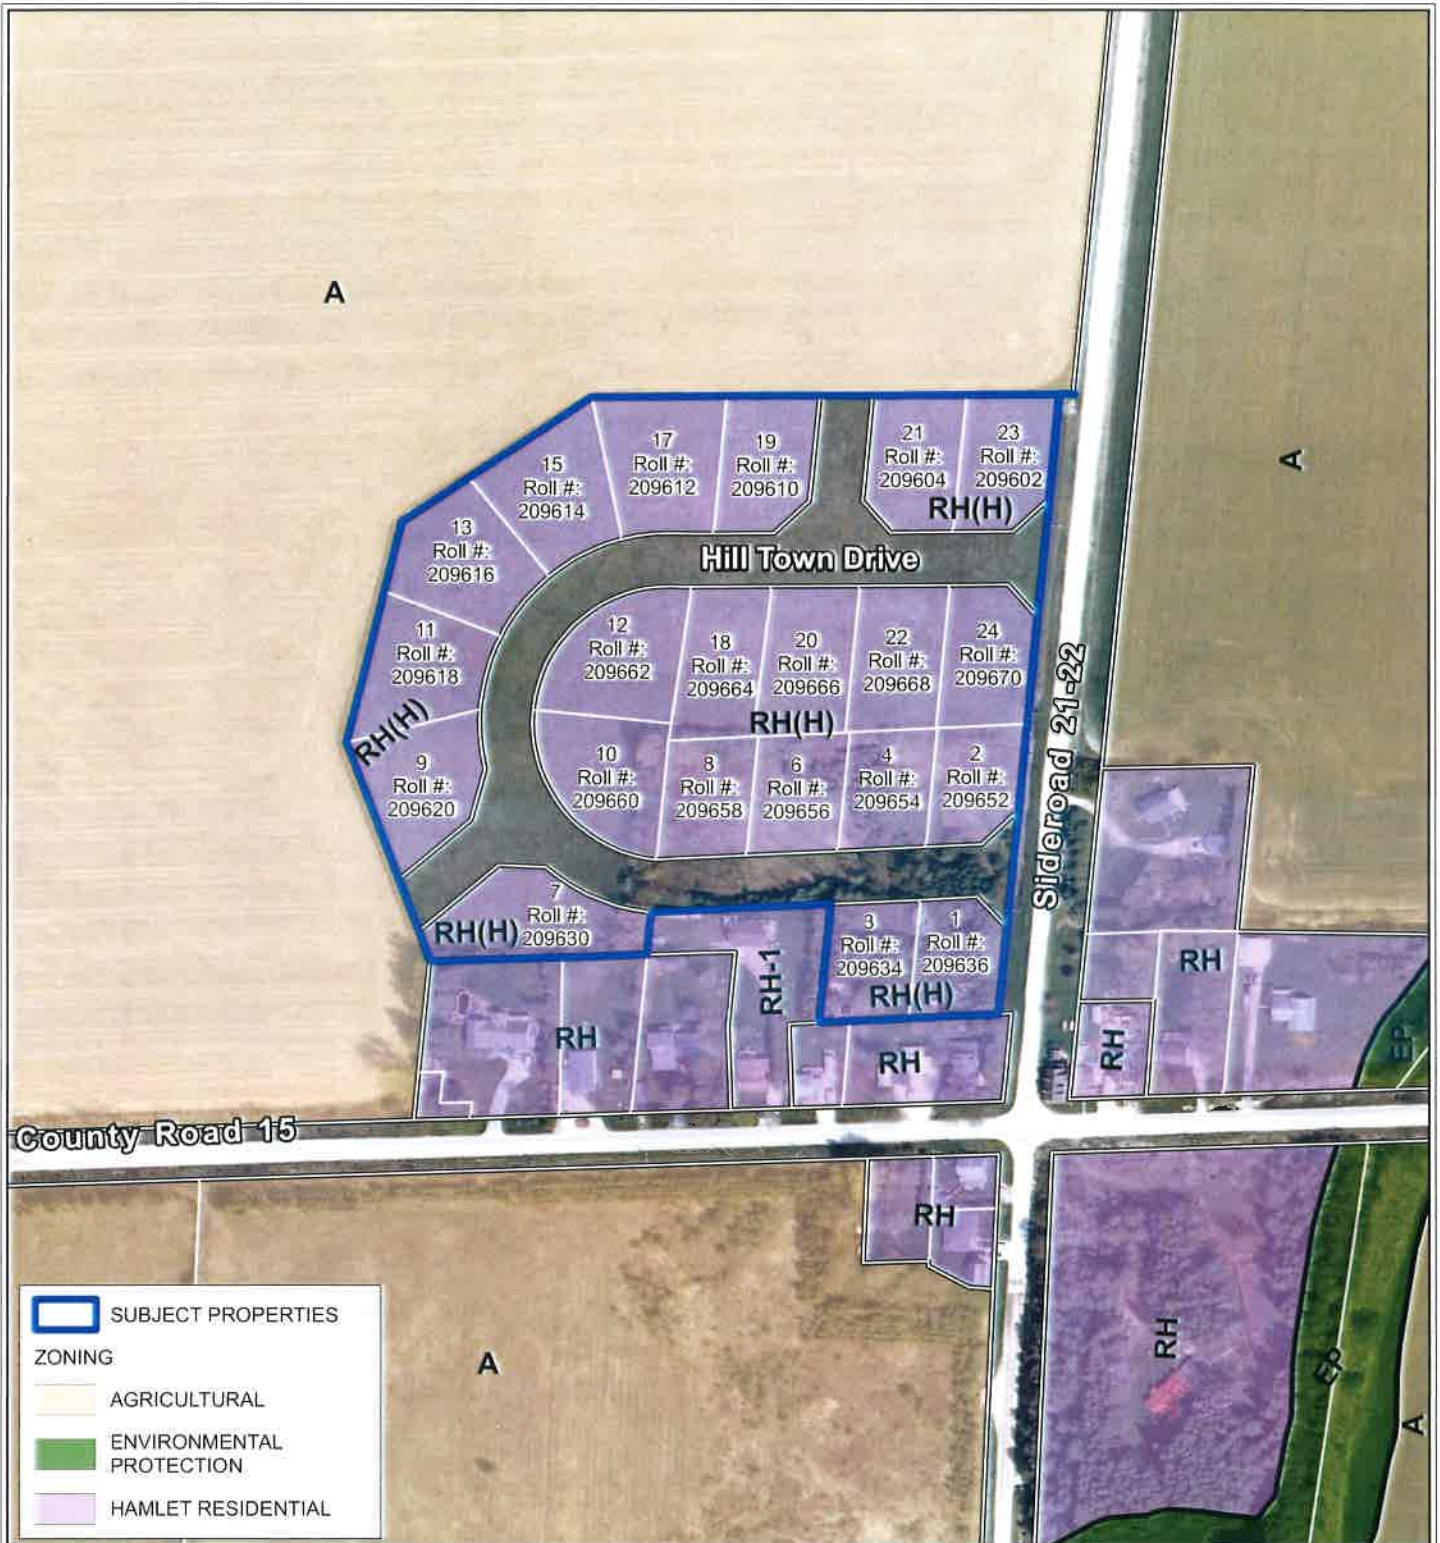 A
A
17
Roll #:
209612
19
Roll #:
209610
21
Roll #:
209604
23
Roll #:
209602
RH(H)
15
Roll #:
209614
13
Roll #:
209616
Hill Town Drive
11
Roll #:
209618
12
Roll #:
209662
18
Roll #:
209664
20
Roll #:
209666
22
Roll #:
209668
24
Roll #:
209670
RH(H)
RH(H)
9
Roll #:
209620
10
Roll #:
209660
8
Roll #:
209658
6
Roll #:
209656
4
Roll #:
209654
2
Roll #:
209652
Sideroad 21-22
7
Roll #:
209630
RH(H)
3
Roll #:
209634
1
Roll #:
209636
RH(H)
RH-1
RH
RH
RH
RH
EP
County Road 15
RH
RH
EP
A
A
SUBJECT PROPERTIES
ZONING
AGRICULTURAL
ENVIRONMENTAL
PROTECTION
HAMLET RESIDENTIAL